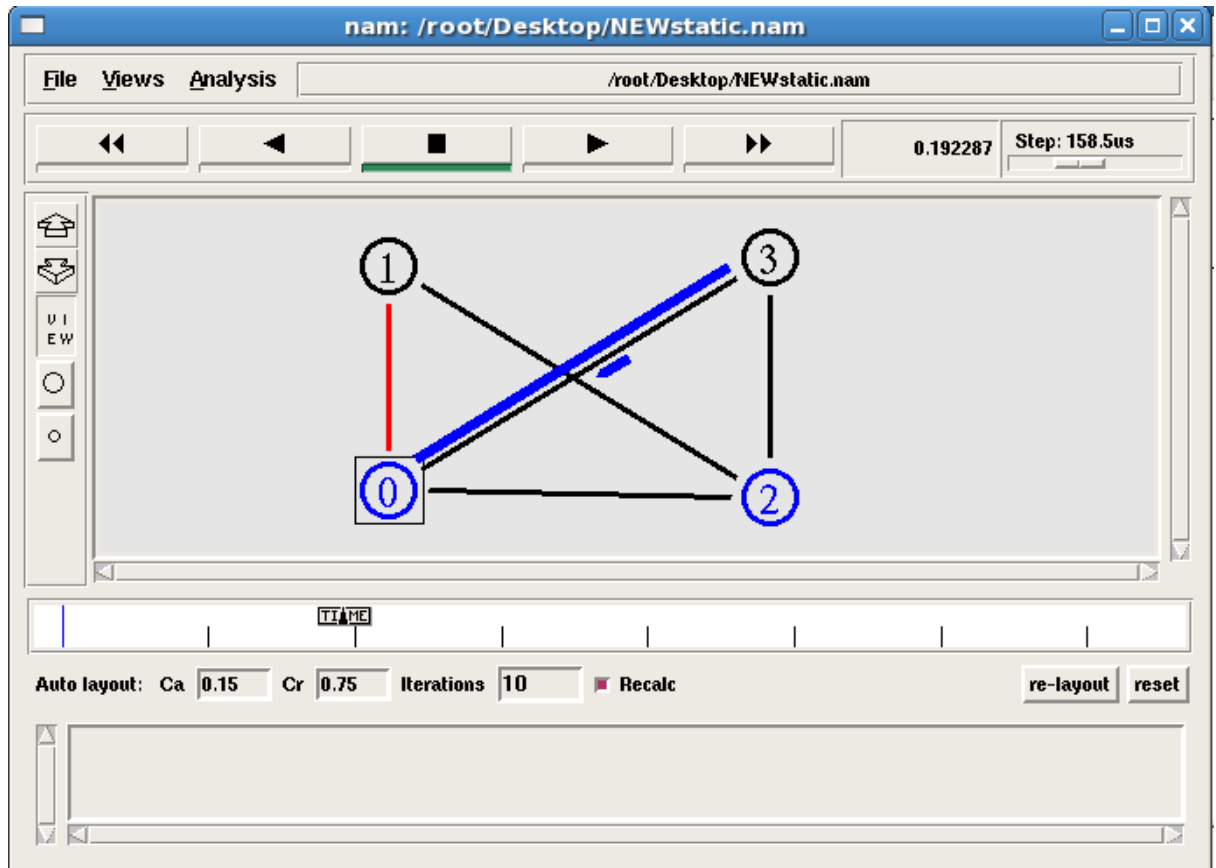 nam: /root/Desktop/NEWstatic.nam
File Views Analysis /root/Desktop/NEWstatic.nam
0.192287 Step: 158.5us
1 3
VI
EW
0 2
TIME
Auto layout: Ca 0.15 Cr 0.75 Iterations 10 Recalc re-layout reset